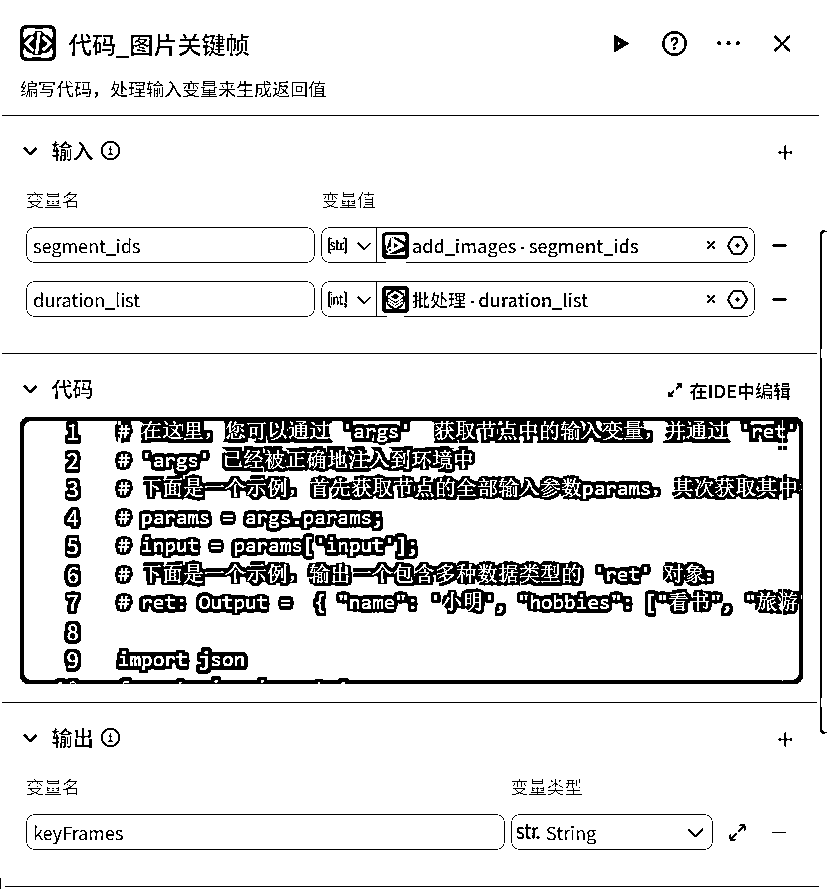 代码_图片关键帧
编写代码，处理输入变量来生成返回值
输入
变量名 变量值
segment_ids [str] add_images - segment_ids
duration_list [int] 批处理 - duration_list
代码 在IDE中编辑
1 # 在这里，您可以通过 'args' 获取节点中的输入变量，并通过 'ret'
2 # 'args' 已经被正确地注入到环境中
3 # 下面是一个示例，首先获取节点的全部输入参数params，其次获取其中
4 # params = args.params;
5 # input = params['input'];
6 # 下面是一个示例，输出一个包含多种数据类型的 'ret' 对象:
7 # ret: Output = { "name": '小明', "hobbies": ["看书", "旅游
8
9 import json
输出
变量名 变量类型
keyFrames str. String